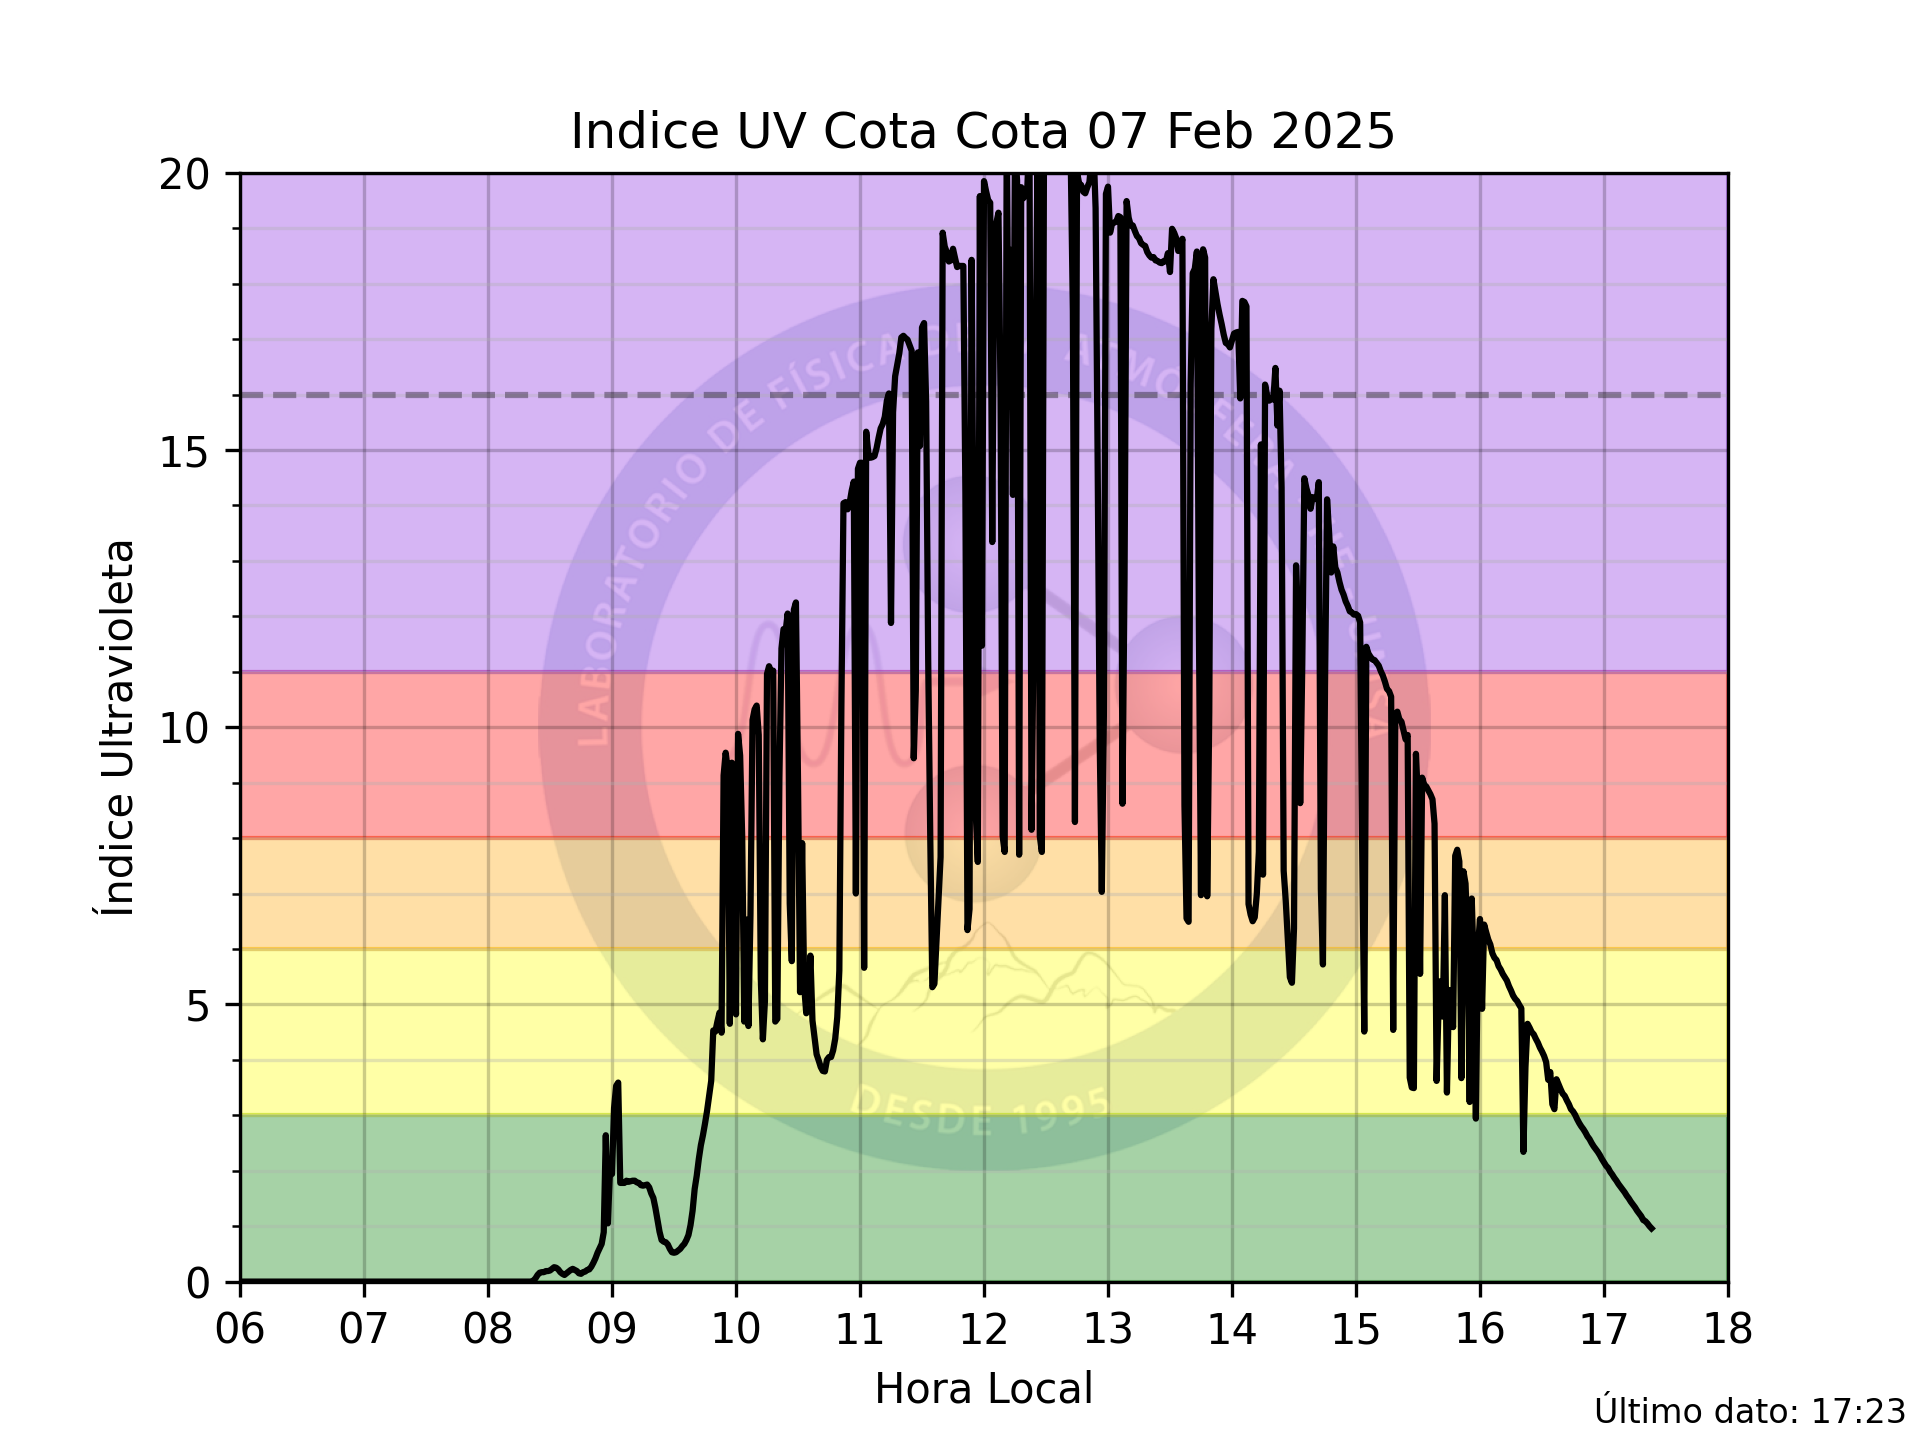 Indice UV Cota Cota 07 Feb 2025
20
15
10
5
0
Índice Ultravioleta
LABORATORIO DE FÍSICA DE
DESDE 1995
06 07 08 09 10 11 12 13 14 15 16 17 18
Hora Local
Último dato: 17:23